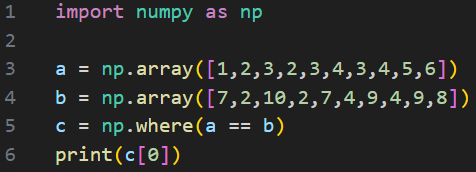 1 import numpy as np
2
3 a = np.array([1,2,3,2,3,4,3,4,5,6])
4 b = np.array([7,2,10,2,7,4,9,4,9,8])
5 c = np.where(a == b)
6 print(c[0])